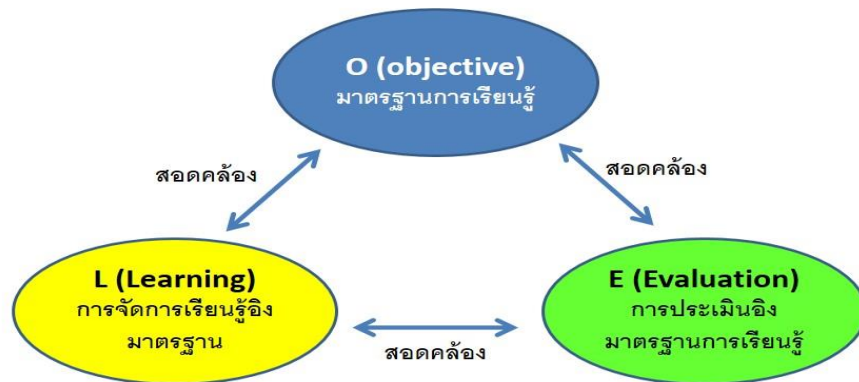 O (objective)
มาตรฐานการเรียนรู้
สอดคล้อง
สอดคล้อง
L (Learning)
การจัดการเรียนรู้อิง
มาตรฐาน
E (Evaluation)
การประเมินอิง
มาตรฐานการเรียนรู้
สอดคล้อง